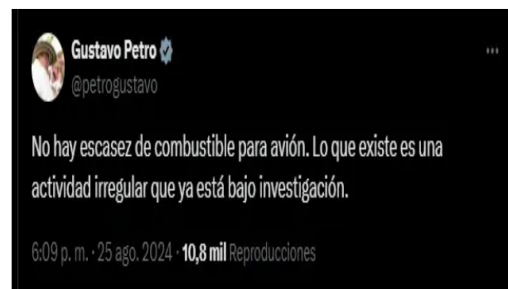 Gustavo Petro
@petrogustavo
No hay escasez de combustible para avión. Lo que existe es una
actividad irregular que ya está bajo investigación.
6:09 p. m. · 25 ago. 2024 · 10,8 mil Reproducciones